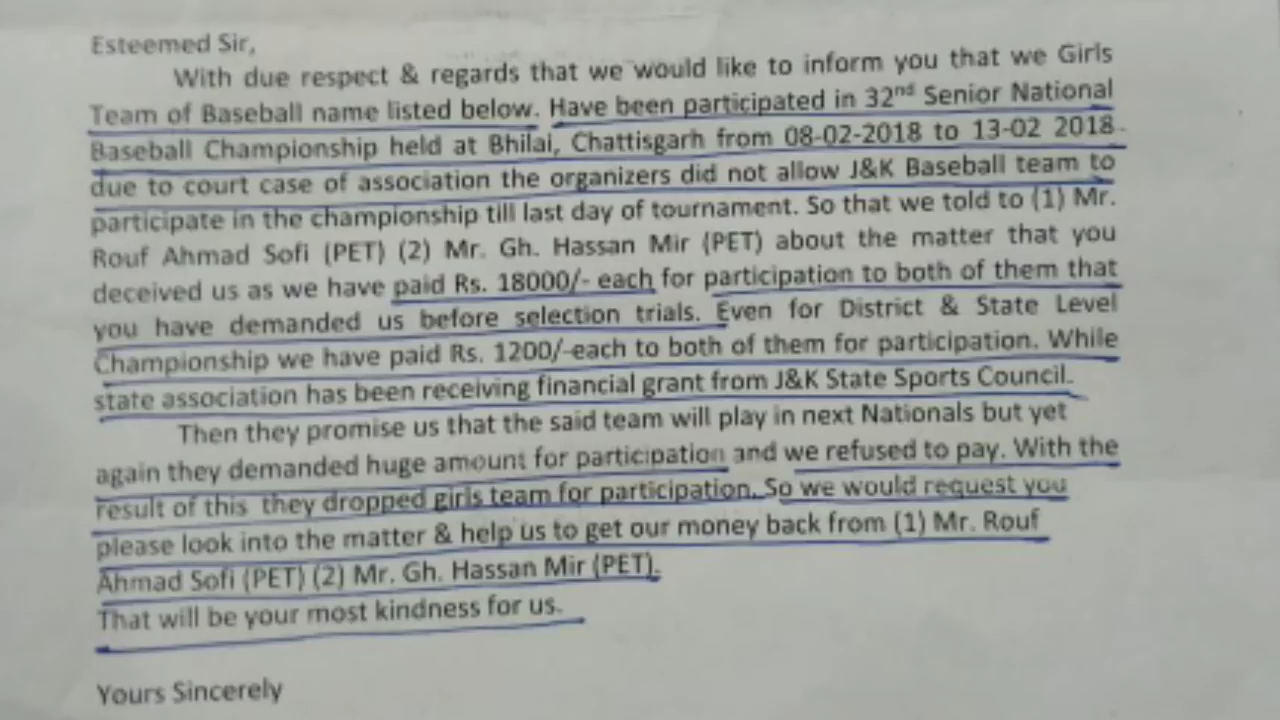 Esteemed Sir,
With due respect & regards that we would like to inform you that we Girls
Team of Baseball name listed below. Have been participated in 32nd Senior National
Baseball Championship held at Bhilai, Chattisgarh from 08-02-2018 to 13-02 2018
due to court case of association the organizers did not allow J&K Baseball team to
participate in the championship till last day of tournament. So that we told to (1) Mr.
Rouf Ahmad Sofi (PET) (2) Mr. Gh. Hassan Mir (PET) about the matter that you
deceived us as we have paid Rs. 18000/- each for participation to both of them that
you have demanded us before selection trials. Even for District & State Level
Championship we have paid Rs. 1200/-each to both of them for participation. While
state association has been receiving financial grant from J&K State Sports Council.
Then they promise us that the said team will play in next Nationals but yet
again they demanded huge amount for participation and we refused to pay. With the
result of this they dropped girls team for participation. So we would request you
please look into the matter & help us to get our money back from (1) Mr. Rouf
Ahmad Sofi (PET) (2) Mr. Gh. Hassan Mir (PET).
That will be your most kindness for us.
Yours Sincerely